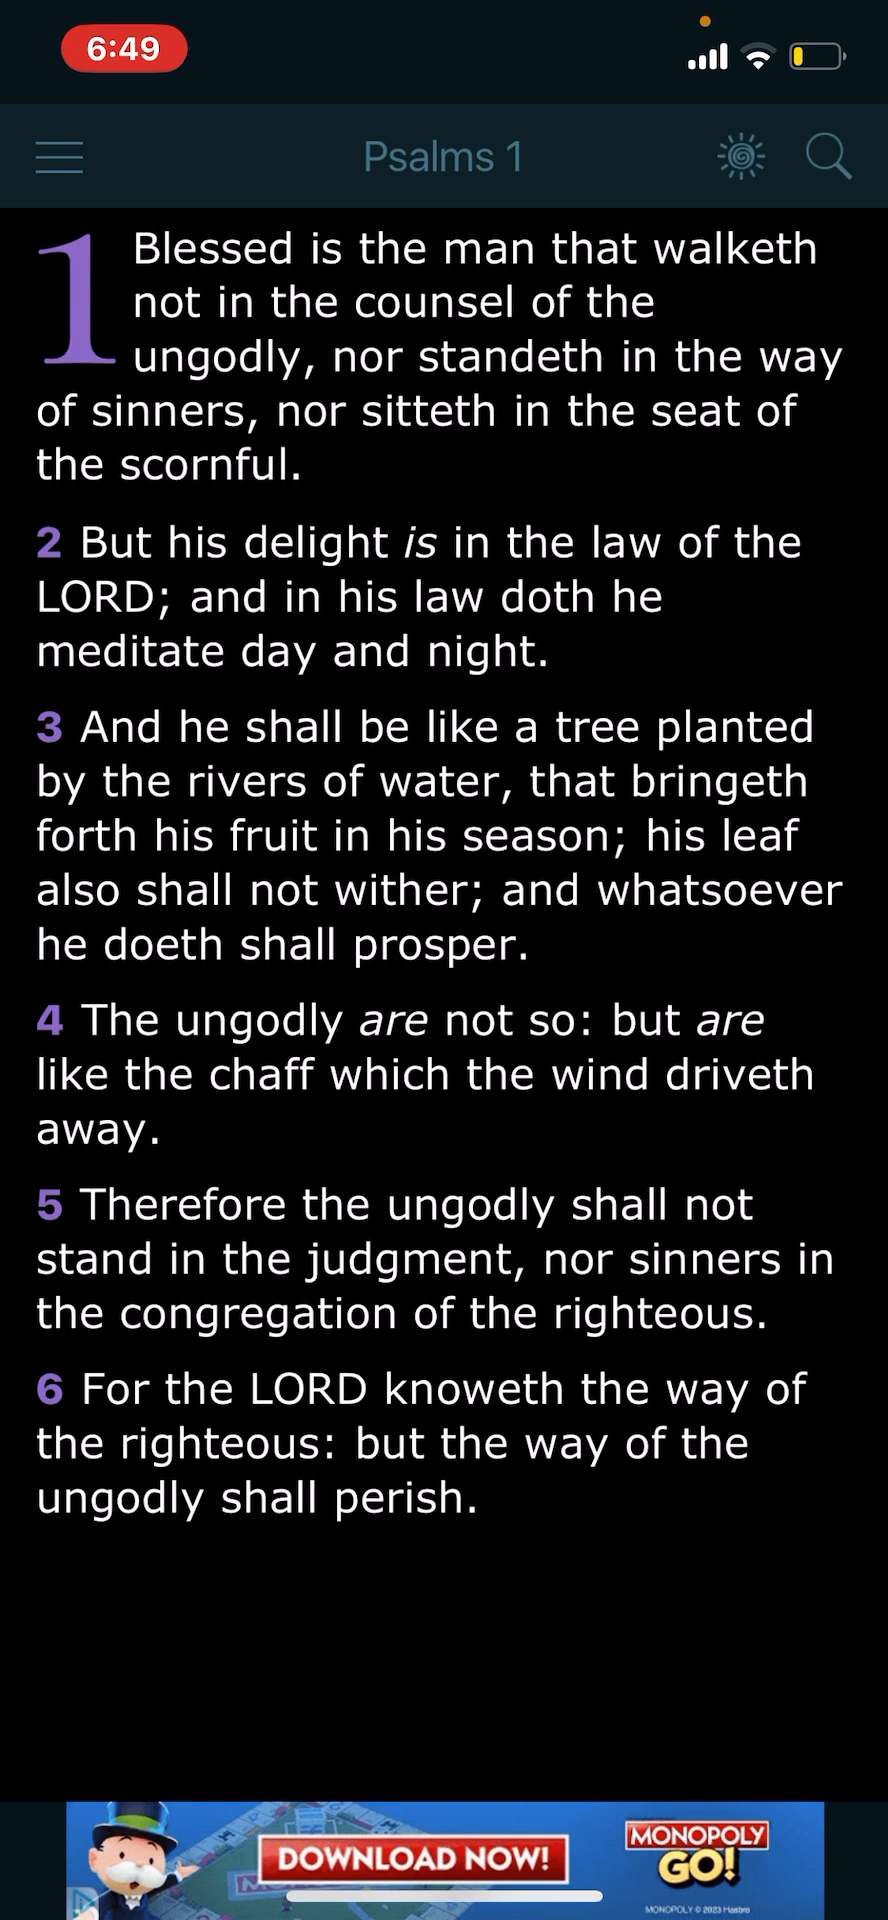 6:49
Psalms 1
1 Blessed is the man that walketh
not in the counsel of the
ungodly, nor standeth in the way
of sinners, nor sitteth in the seat of
the scornful.
2 But his delight is in the law of the
LORD; and in his law doth he
meditate day and night.
3 And he shall be like a tree planted
by the rivers of water, that bringeth
forth his fruit in his season; his leaf
also shall not wither; and whatsoever
he doeth shall prosper.
4 The ungodly are not so: but are
like the chaff which the wind driveth
away.
5 Therefore the ungodly shall not
stand in the judgment, nor sinners in
the congregation of the righteous.
6 For the LORD knoweth the way of
the righteous: but the way of the
ungodly shall perish.
DOWNLOAD NOW!
MONOPOLY
GO!
MONOPOLY © 2023 Hasbro